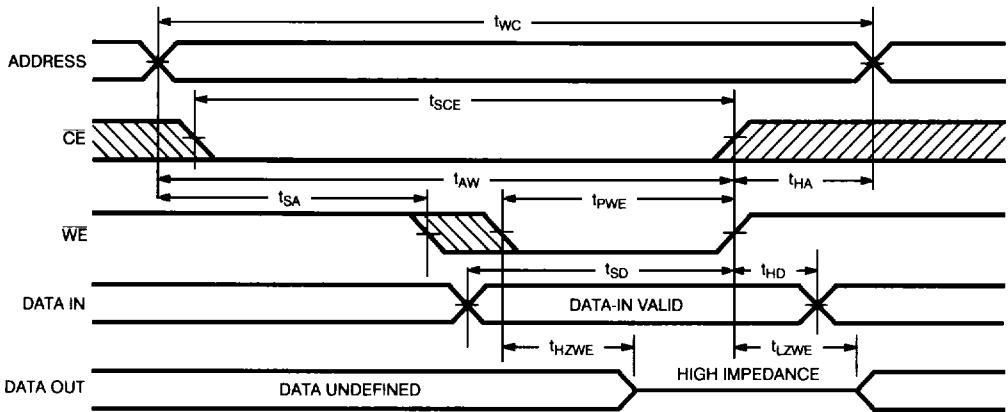 tWC
ADDRESS
tSCE
CE
tAW
tHA
tSA
tPWE
WE
tSD
tHD
DATA IN
DATA-IN VALID
tHZWE
tLZWE
DATA OUT
DATA UNDEFINED
HIGH IMPEDANCE